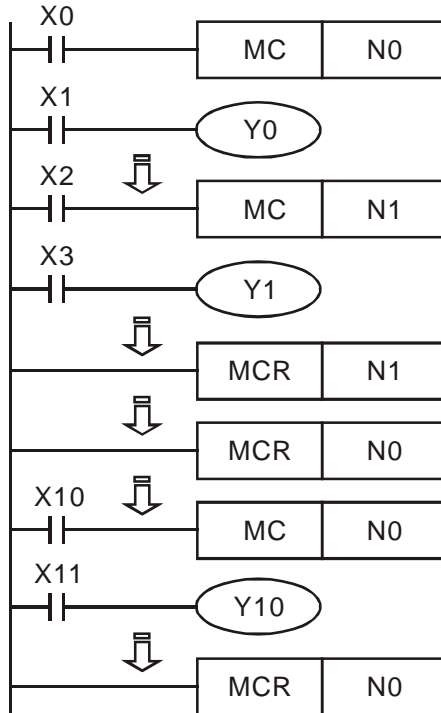 X0
MC N0
X1
Y0
X2
MC N1
X3
Y1
MCR N1
MCR N0
X10
MC N0
X11
Y10
MCR N0